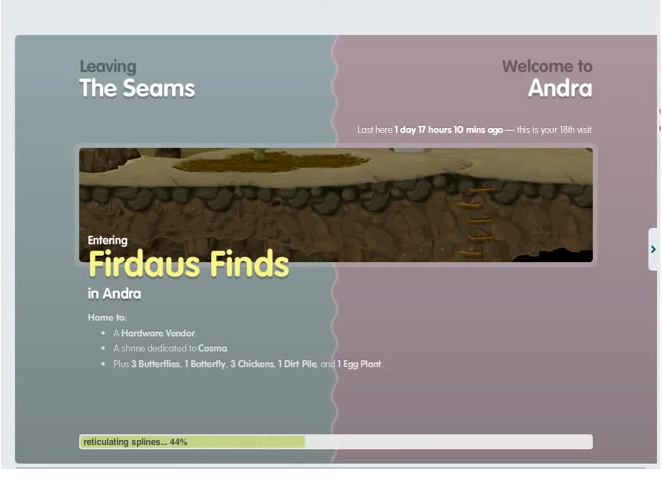 Leaving
The Seams
Welcome to
Andra
Last here 1 day 17 hours 10 mins ago — this is your 18th visit
Entering
Firdaus Finds
in Andra
Home to:
• A Hardware Vendor
• A shrine dedicated to Cosma
• Plus 3 Butterflies, 1 Batterfly, 3 Chickens, 1 Dirt Pile, and 1 Egg Plant
reticulating splines... 44%